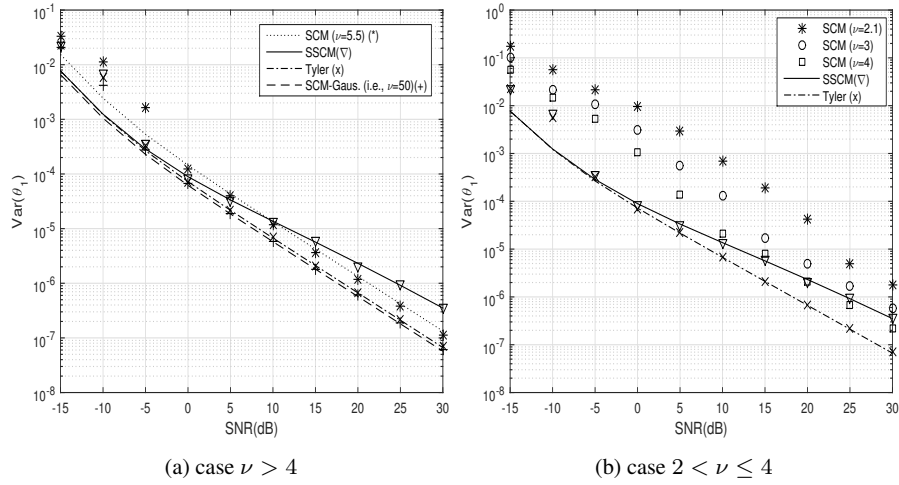 10^0
10^-1
10^-2
10^-3
10^-4
10^-5
10^-6
10^-7
10^-8
Var(θ_1)
-15 -10 -5 0 5 10 15 20 25 30
SNR(dB)
SCM (ν=5.5) (*)
SSCM(∇)
Tyler (x)
SCM-Gaus. (i.e., ν=50)(+)
(a) case ν > 4
10^0
10^-1
10^-2
10^-3
10^-4
10^-5
10^-6
10^-7
10^-8
Var(θ_1)
-15 -10 -5 0 5 10 15 20 25 30
SNR(dB)
SCM (ν=2.1)
SCM (ν=3)
SCM (ν=4)
SSCM(∇)
Tyler (x)
(b) case 2 < ν ≤ 4